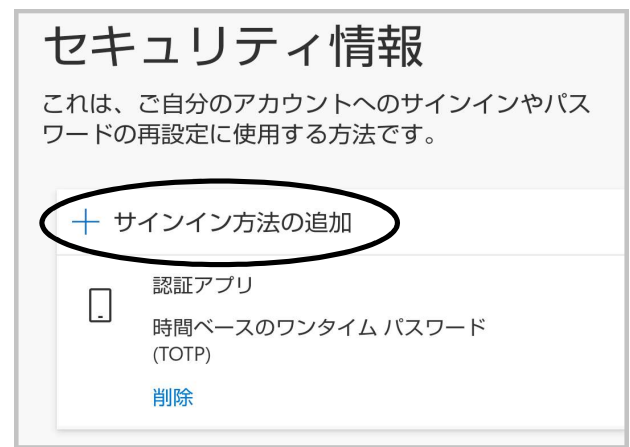 セキュリティ情報
これは、ご自分のアカウントへのサインインやパス
ワードの再設定に使用する方法です。
+ サインイン方法の追加
認証アプリ
時間ベースのワンタイム パスワード
(TOTP)
削除